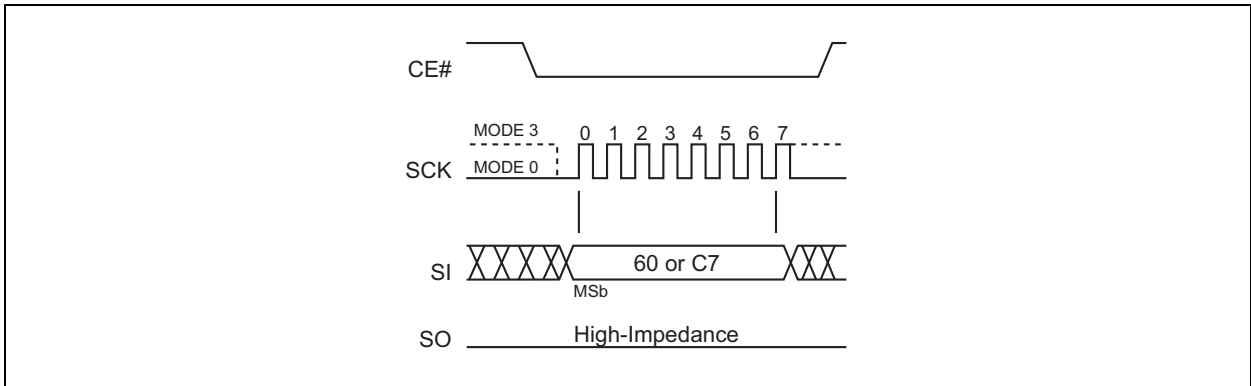 CE#
MODE 3
0 1 2 3 4 5 6 7
SCK
MODE 0
SI
60 or C7
MSb
SO
High-Impedance